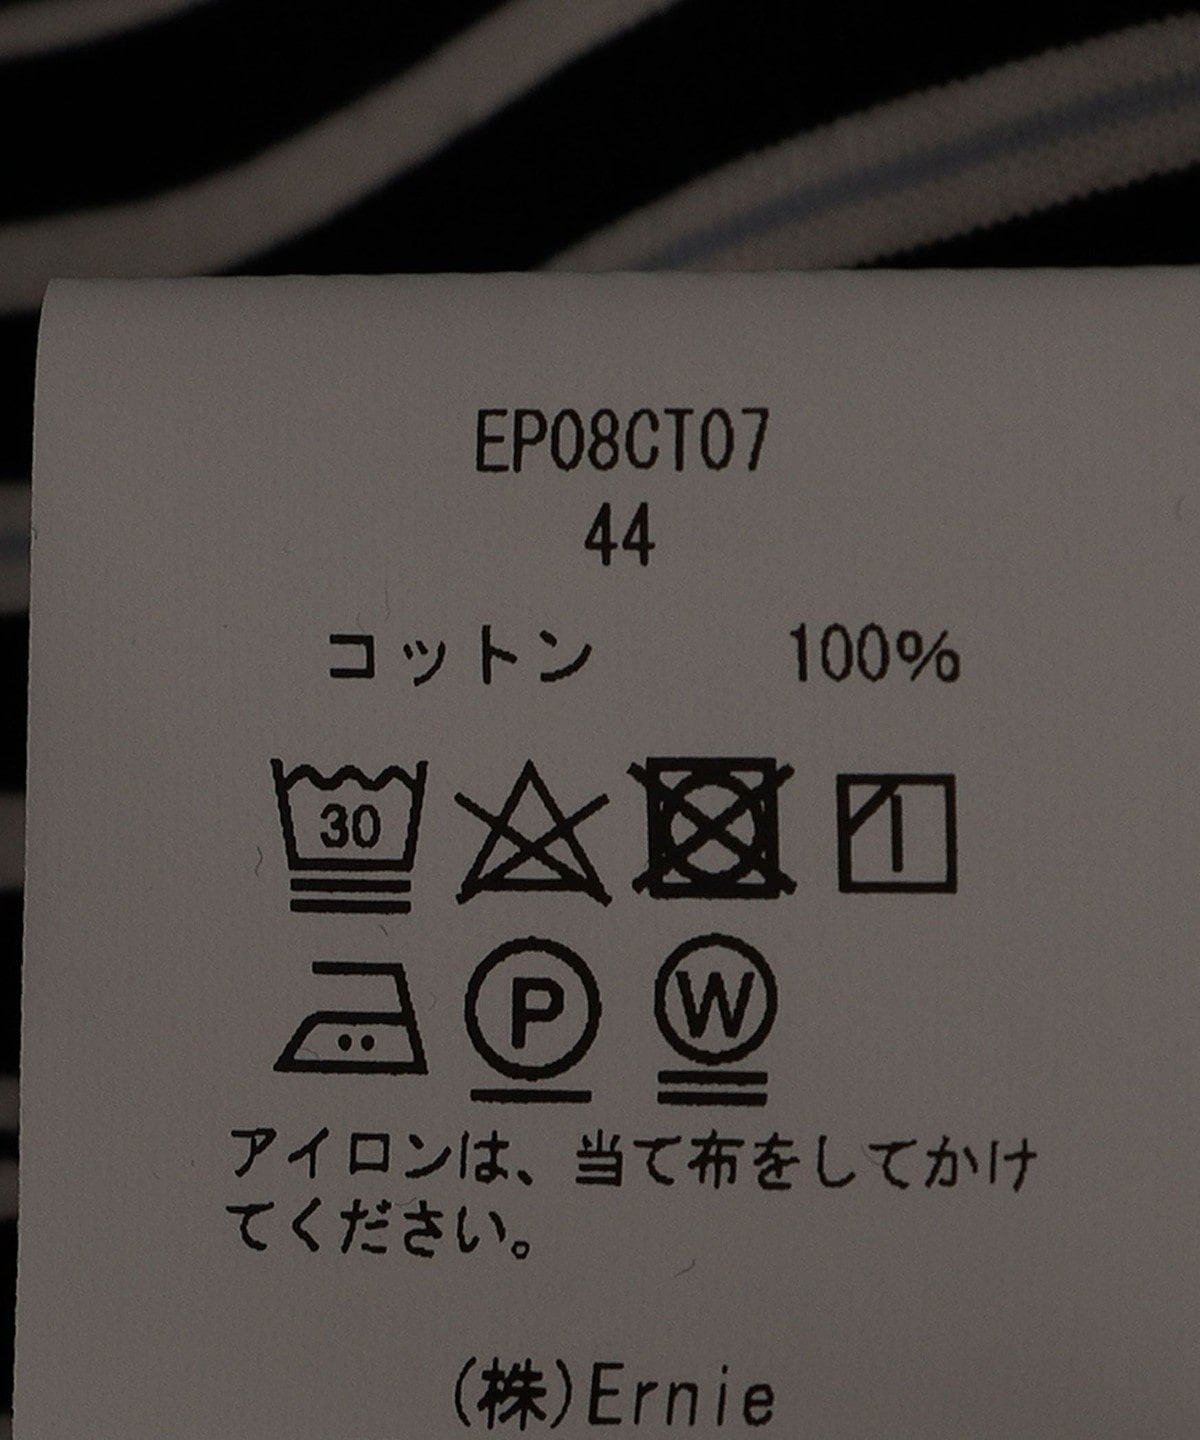 EP08CT07
44
コットン 100%
30
P W
アイロンは、当て布をしてかけ
てください。
(株)Ernie